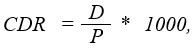 CDR = D/P * 1000,